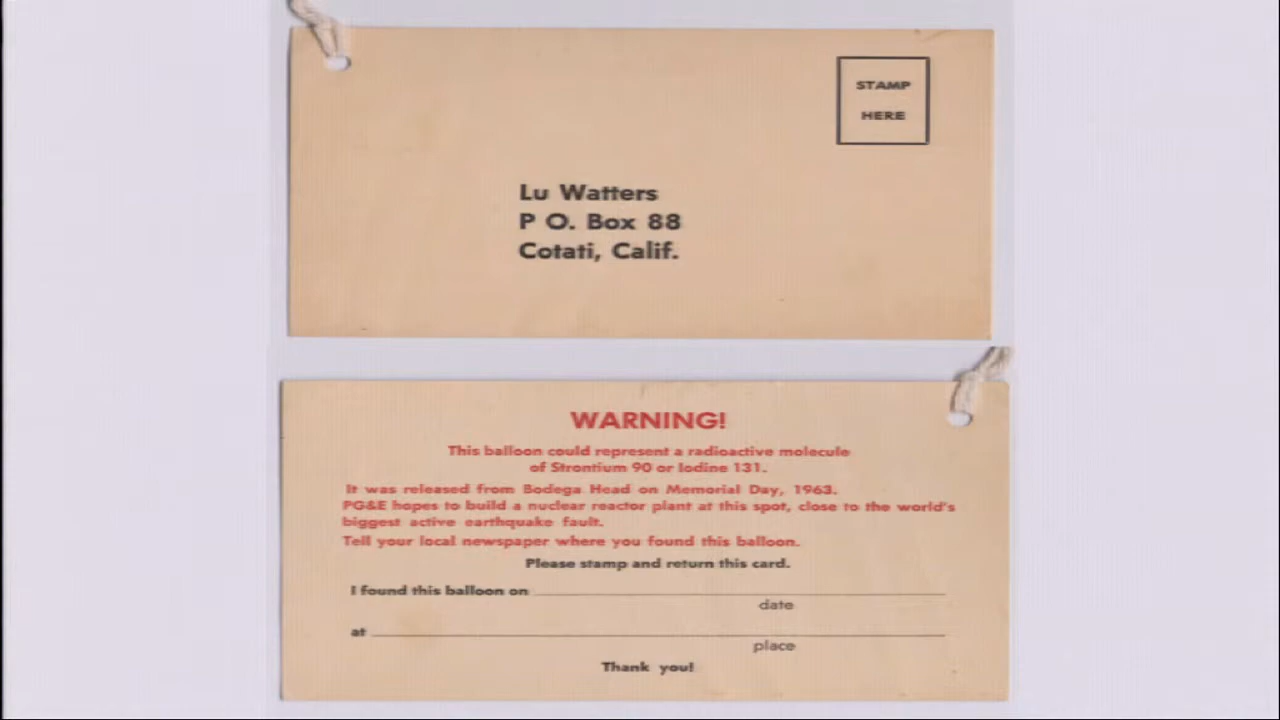 STAMP
HERE
Lu Watters
P O. Box 88
Cotati, Calif.
WARNING!
This balloon could represent a radioactive molecule
of Strontium 90 or Iodine 131.
It was released from Bodega Head on Memorial Day, 1963.
PG&E hopes to build a nuclear reactor plant at this spot, close to the world's
biggest active earthquake fault.
Tell your local newspaper where you found this balloon.
Please stamp and return this card.
I found this balloon on
date
at
place
Thank you!